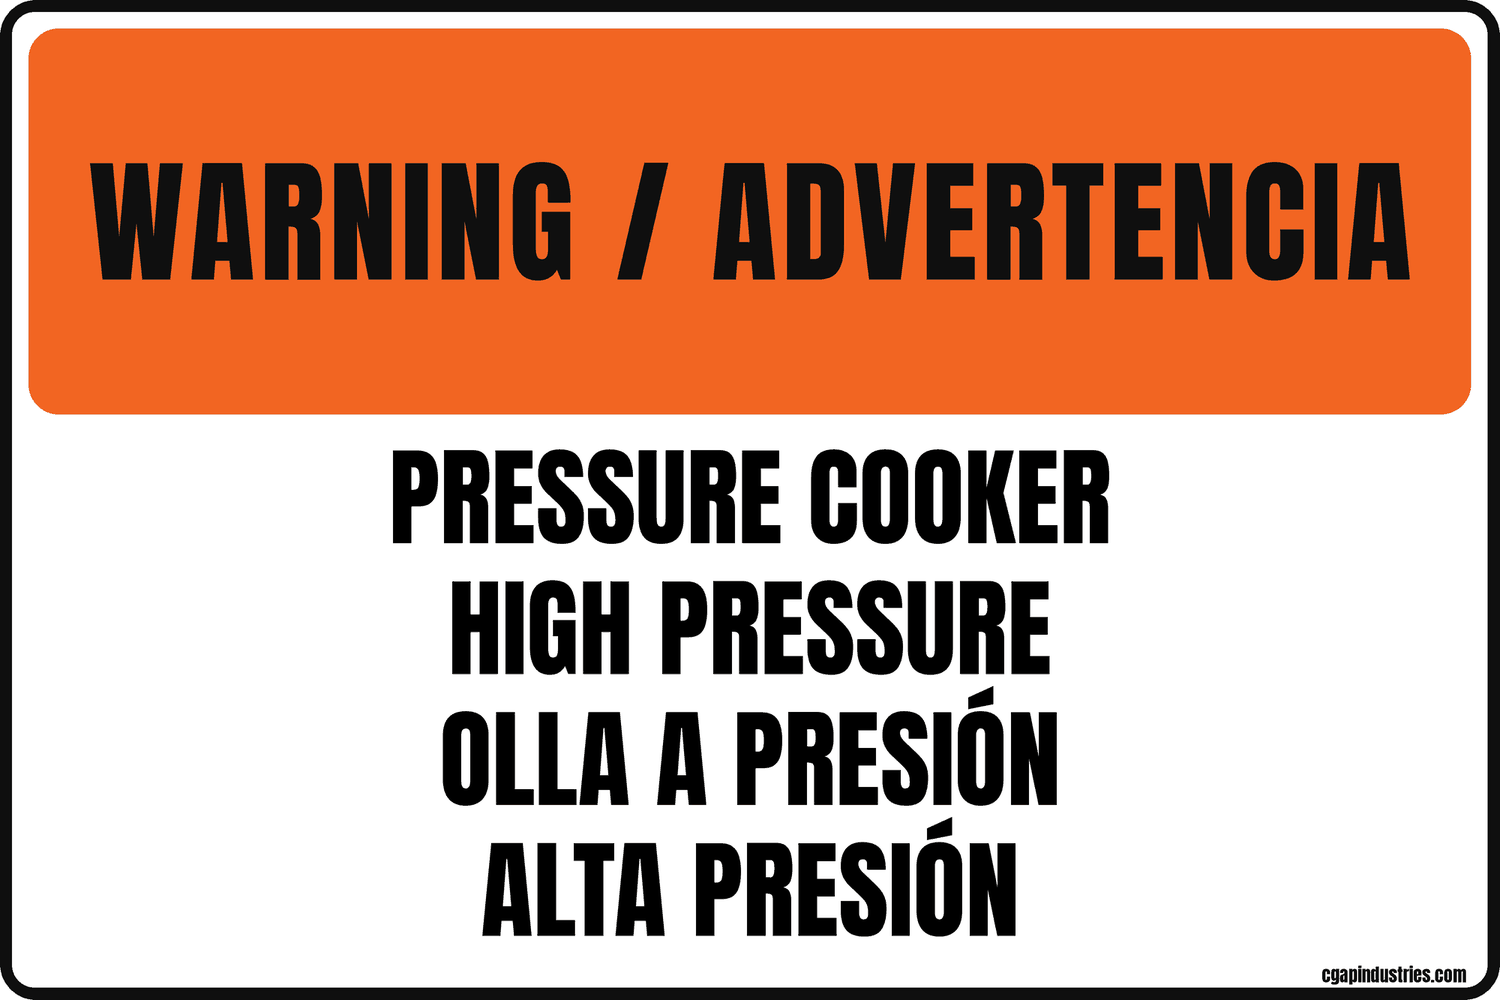 WARNING / ADVERTENCIA
PRESSURE COOKER
HIGH PRESSURE
OLLA A PRESIÓN
ALTA PRESIÓN
cgapindustries.com